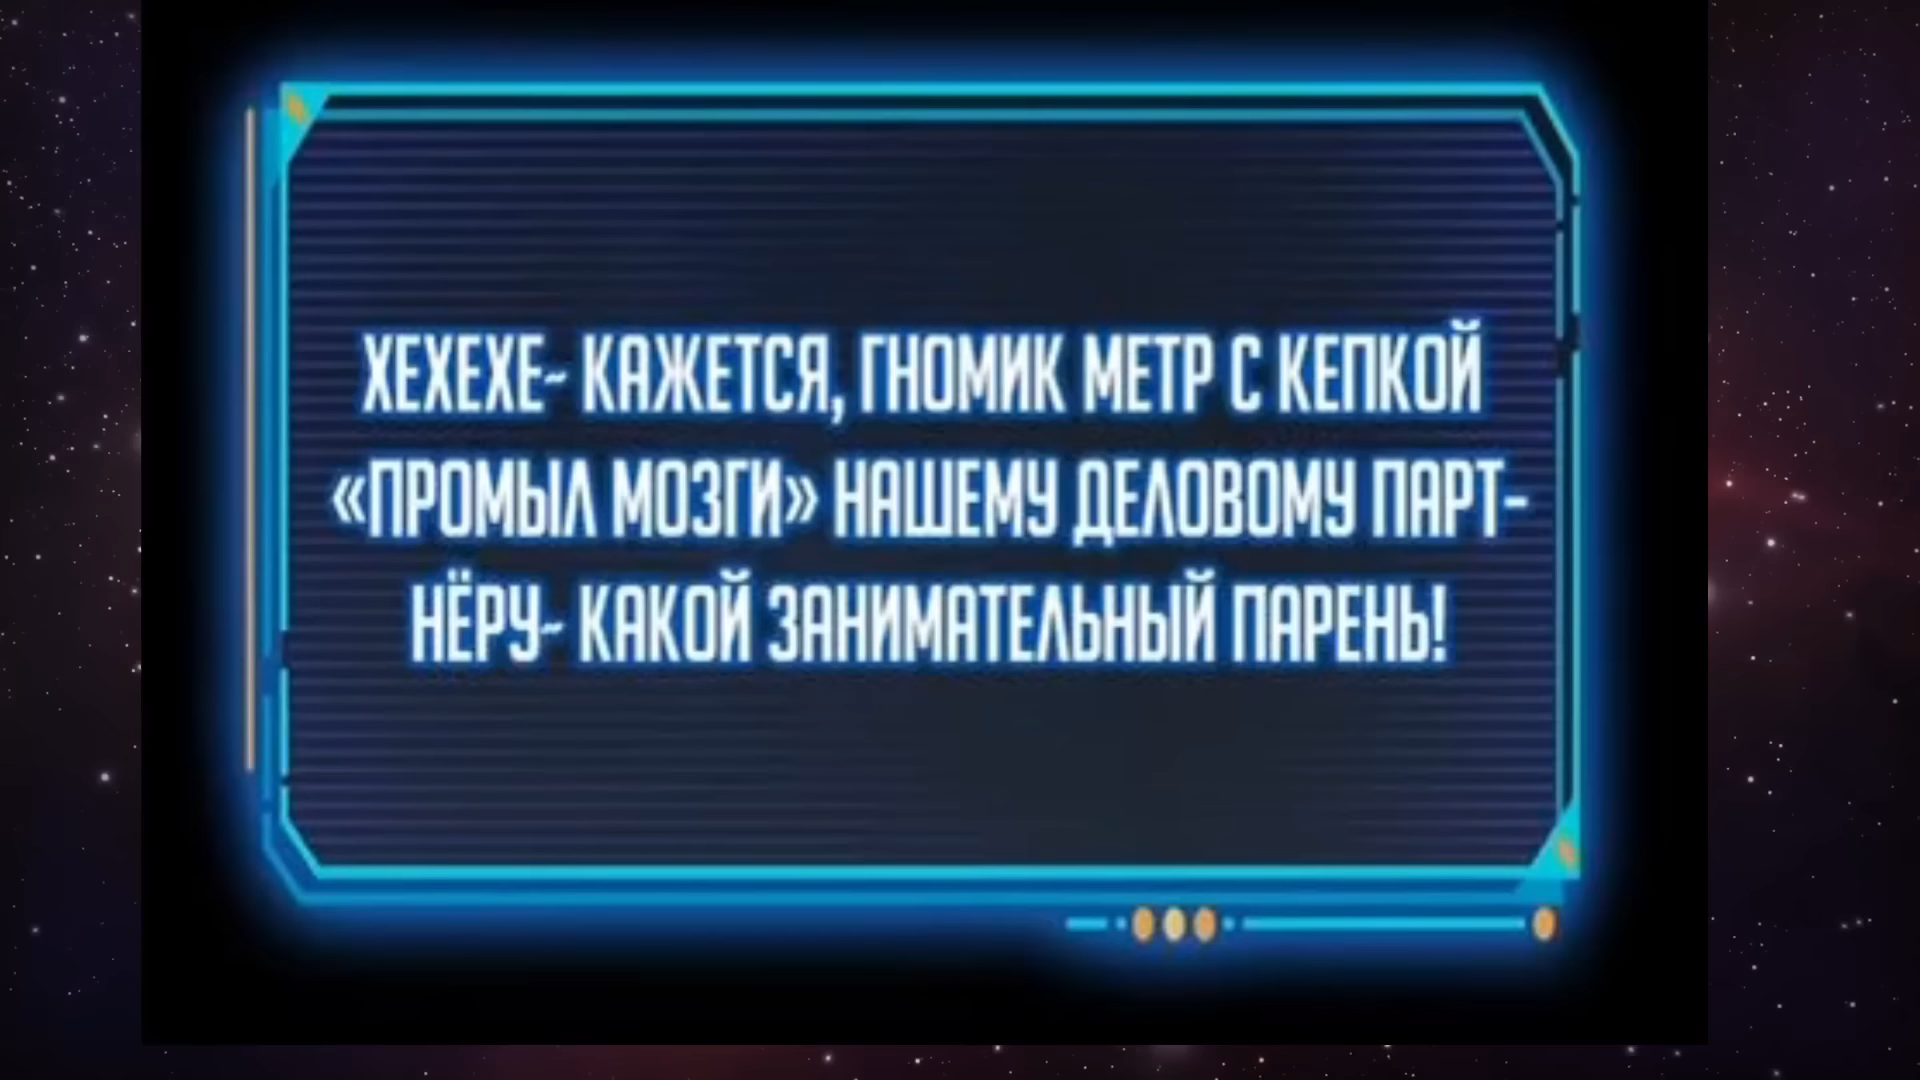 ХЕХЕХЕ~ КАЖЕТСЯ, ГНОМИК МЕТР С КЕПКОЙ
«ПРОМЫЛ МОЗГИ» НАШЕМУ ДЕЛОВОМУ ПАРТ-
НЁРУ~ КАКОЙ ЗАНИМАТЕЛЬНЫЙ ПАРЕНЬ!